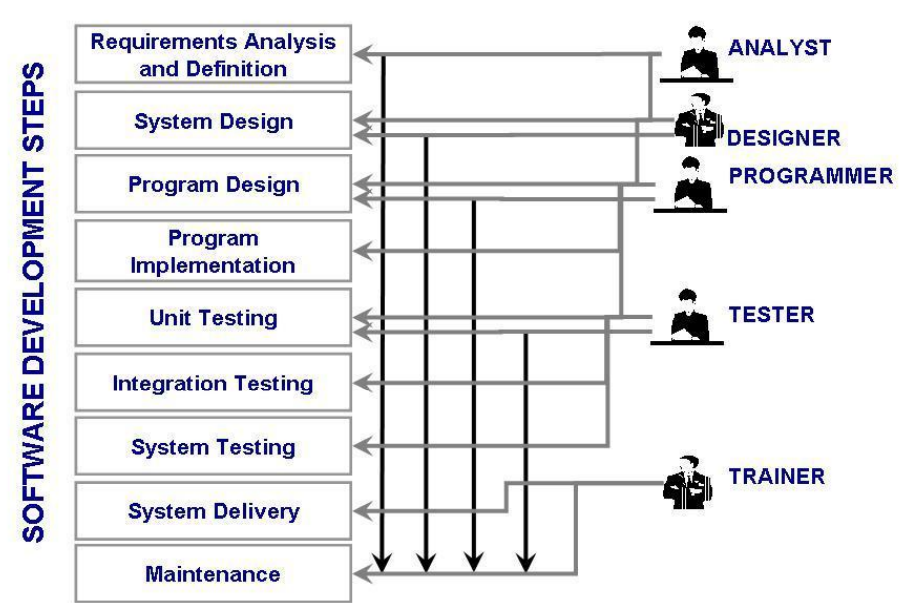 SOFTWARE DEVELOPMENT STEPS
Requirements Analysis
and Definition
System Design
Program Design
Program
Implementation
Unit Testing
Integration Testing
System Testing
System Delivery
Maintenance
ANALYST
DESIGNER
PROGRAMMER
TESTER
TRAINER